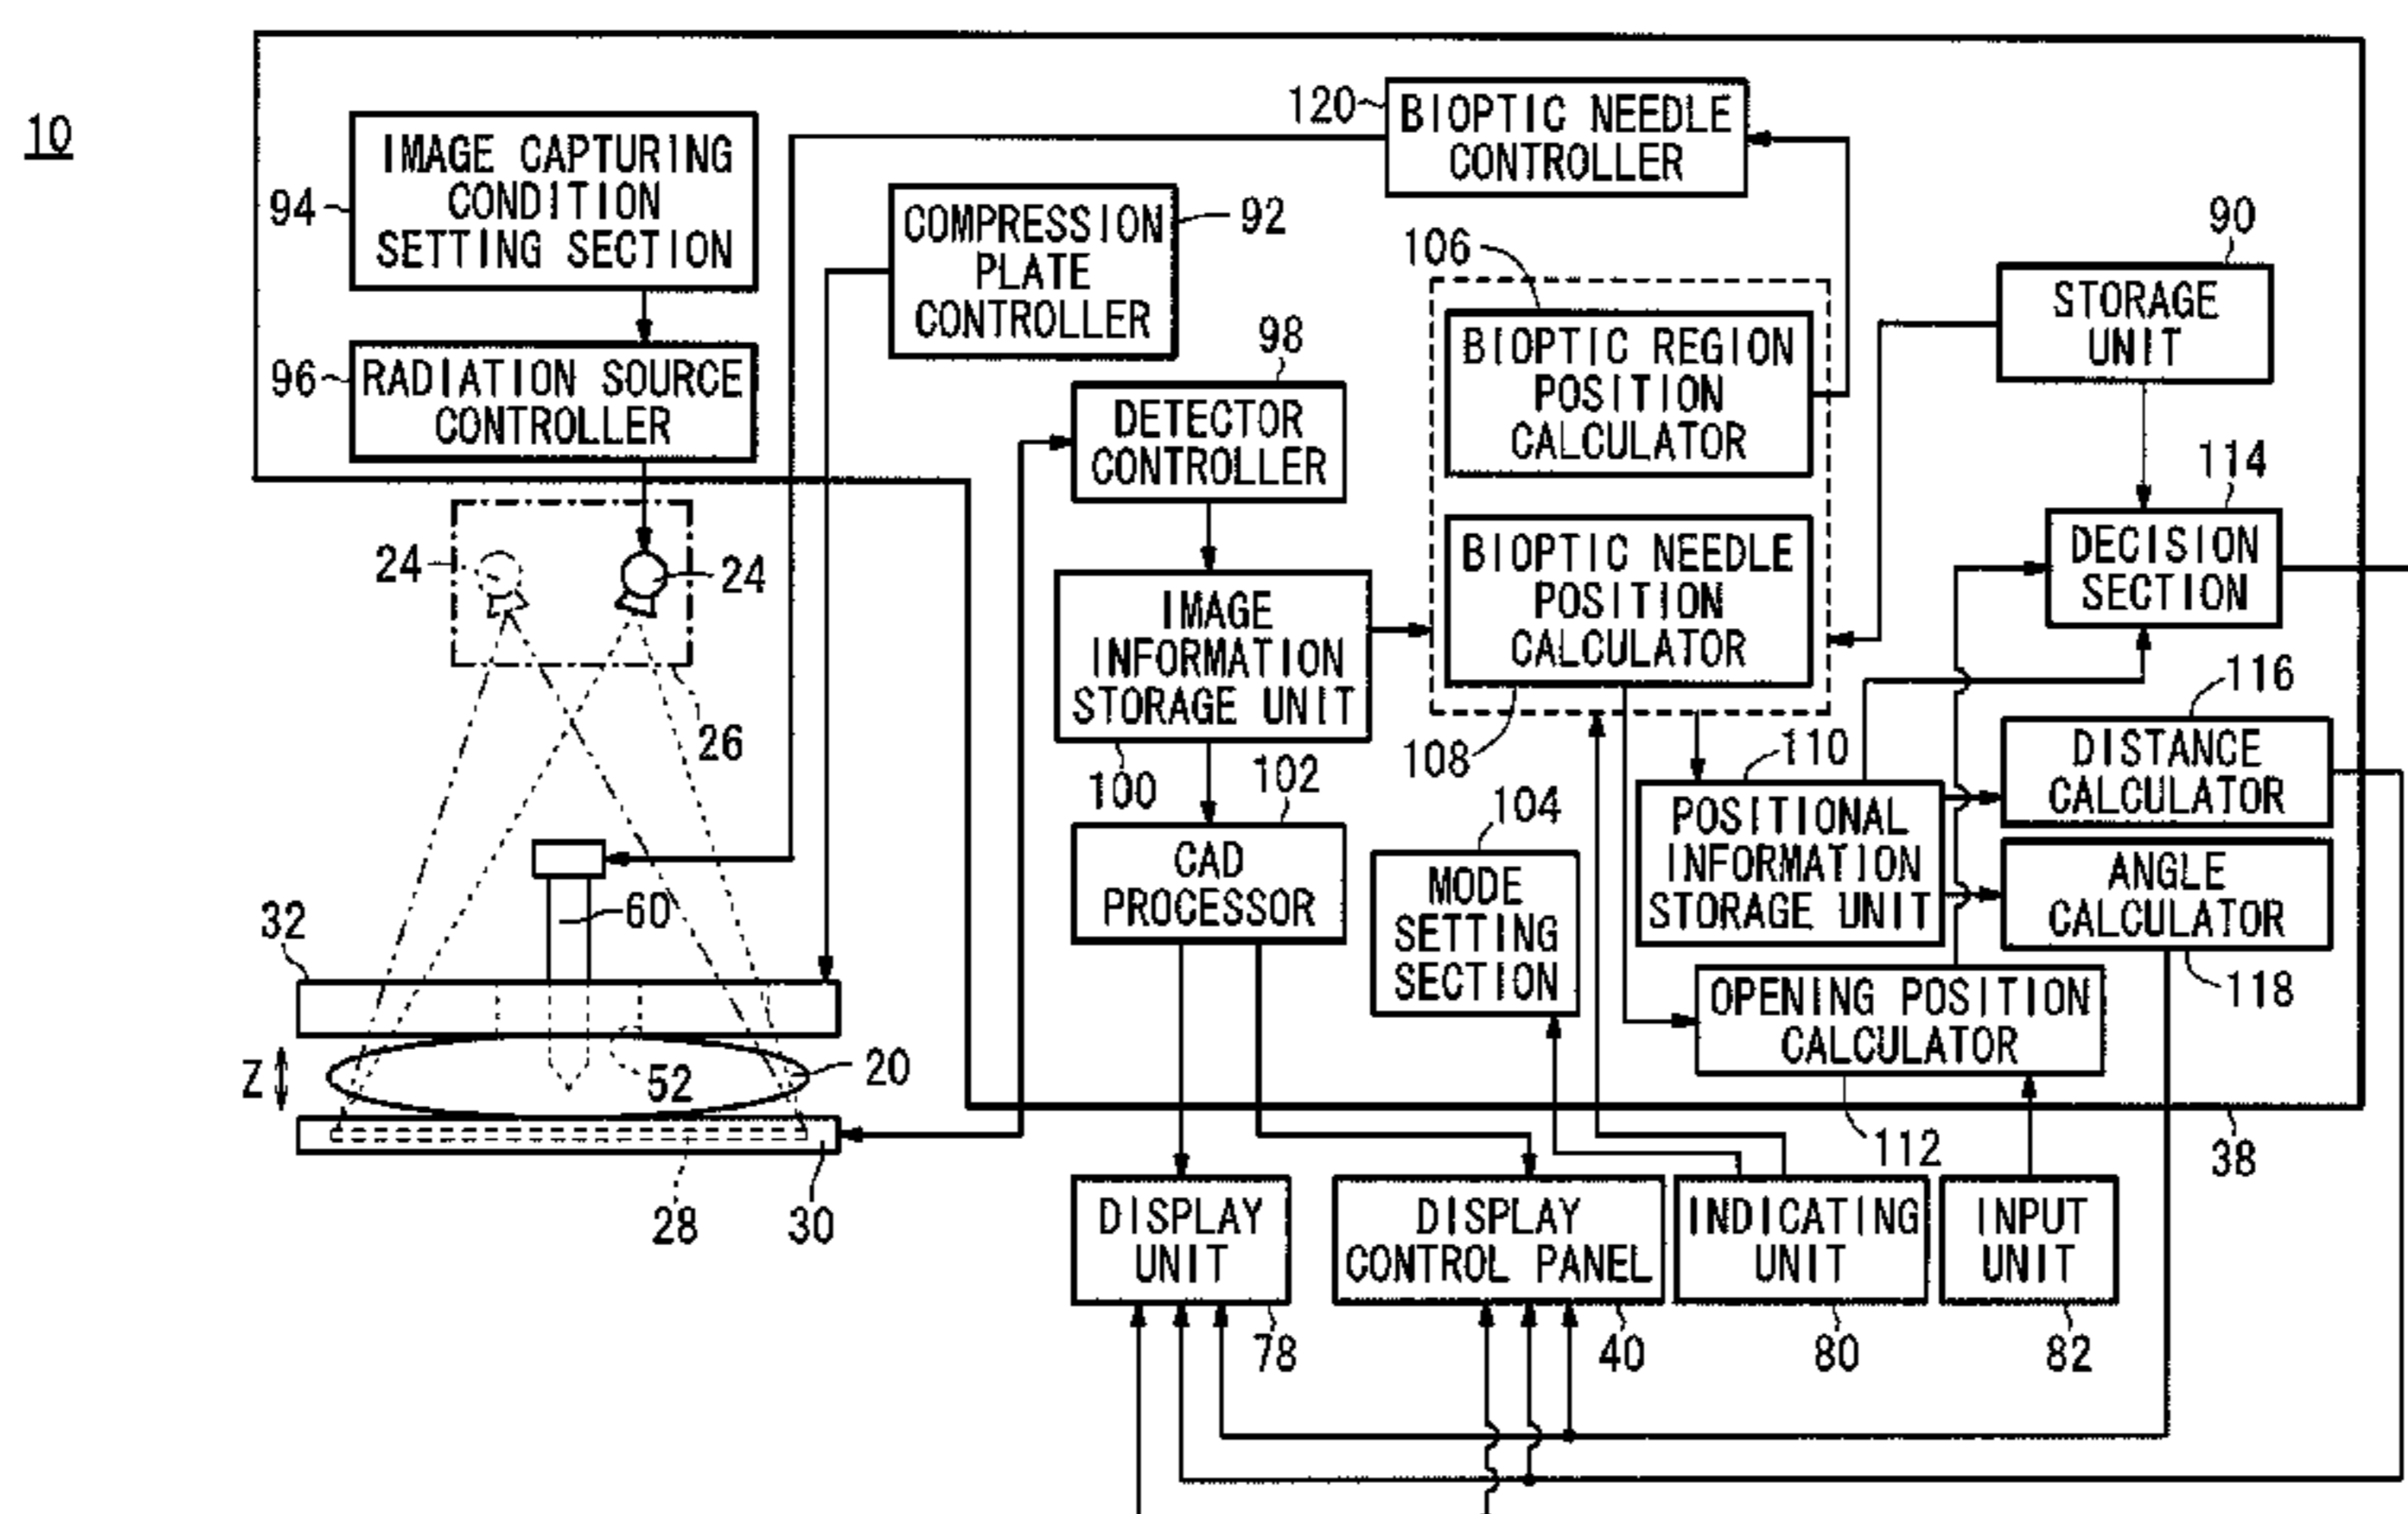 10
120
BIOPTIC NEEDLE
CONTROLLER
94
IMAGE CAPTURING
CONDITION
SETTING SECTION
COMPRESSION
PLATE
CONTROLLER
92
106
90
STORAGE
UNIT
96
RADIATION SOURCE
CONTROLLER
98
DETECTOR
CONTROLLER
BIOPTIC REGION
POSITION
CALCULATOR
114
DECISION
SECTION
24
24
26
IMAGE
INFORMATION
STORAGE UNIT
100
BIOPTIC NEEDLE
POSITION
CALCULATOR
108
110
116
DISTANCE
CALCULATOR
102
CAD
PROCESSOR
104
MODE
SETTING
SECTION
POSITIONAL
INFORMATION
STORAGE UNIT
ANGLE
CALCULATOR
118
60
32
OPENING POSITION
CALCULATOR
112
Z
52
20
38
28
30
DISPLAY
UNIT
78
DISPLAY
CONTROL PANEL
40
INDICATING
UNIT
80
INPUT
UNIT
82